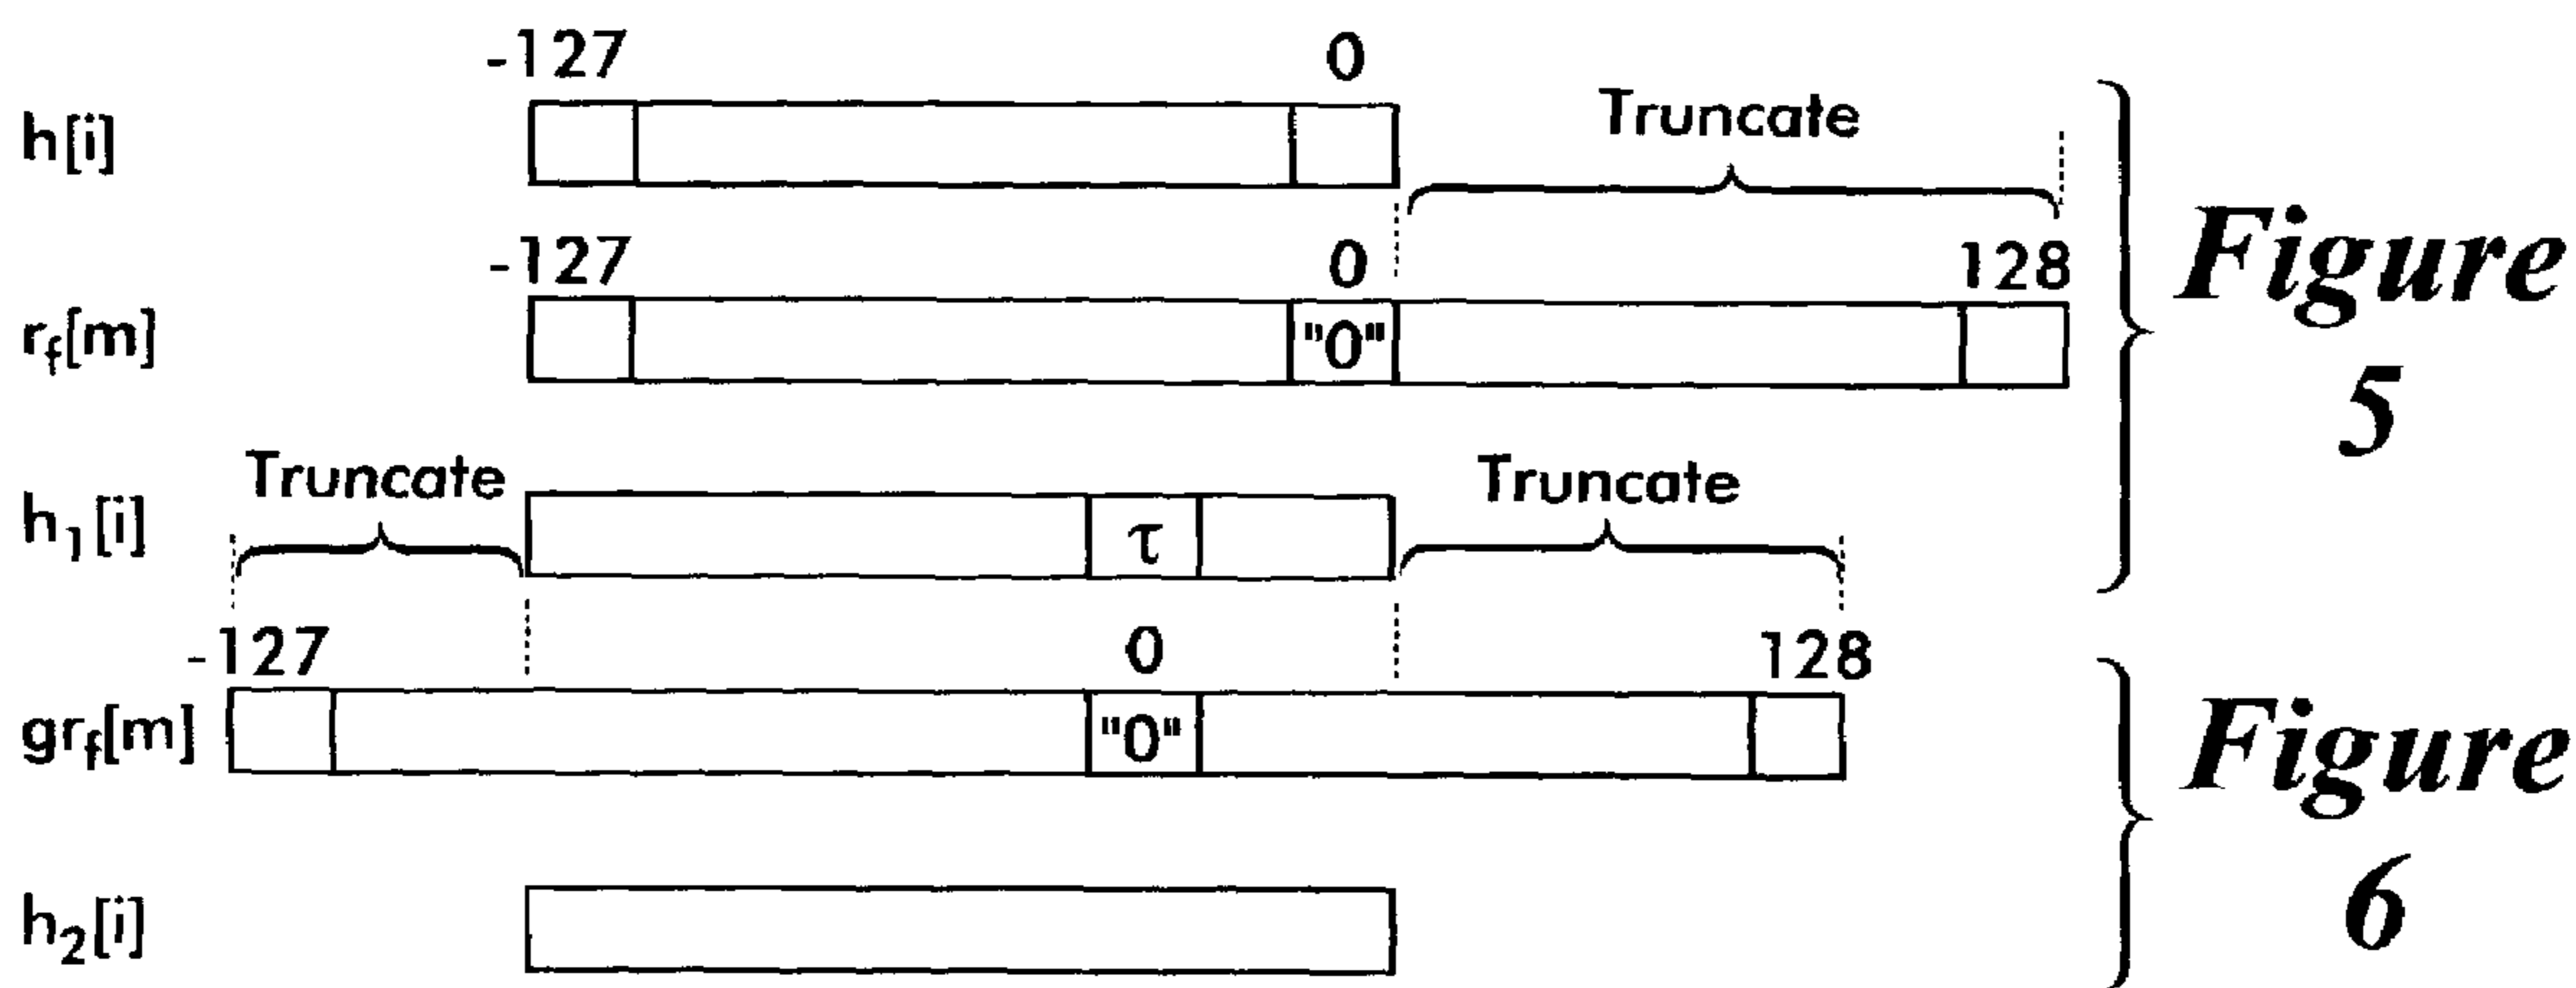 -127 0
h[i] Truncate
-127 0 128
r_f[m] "0"
Figure
5
Truncate Truncate
h_1[i] τ
-127 0 128
gr_f[m] "0"
Figure
6
h_2[i]